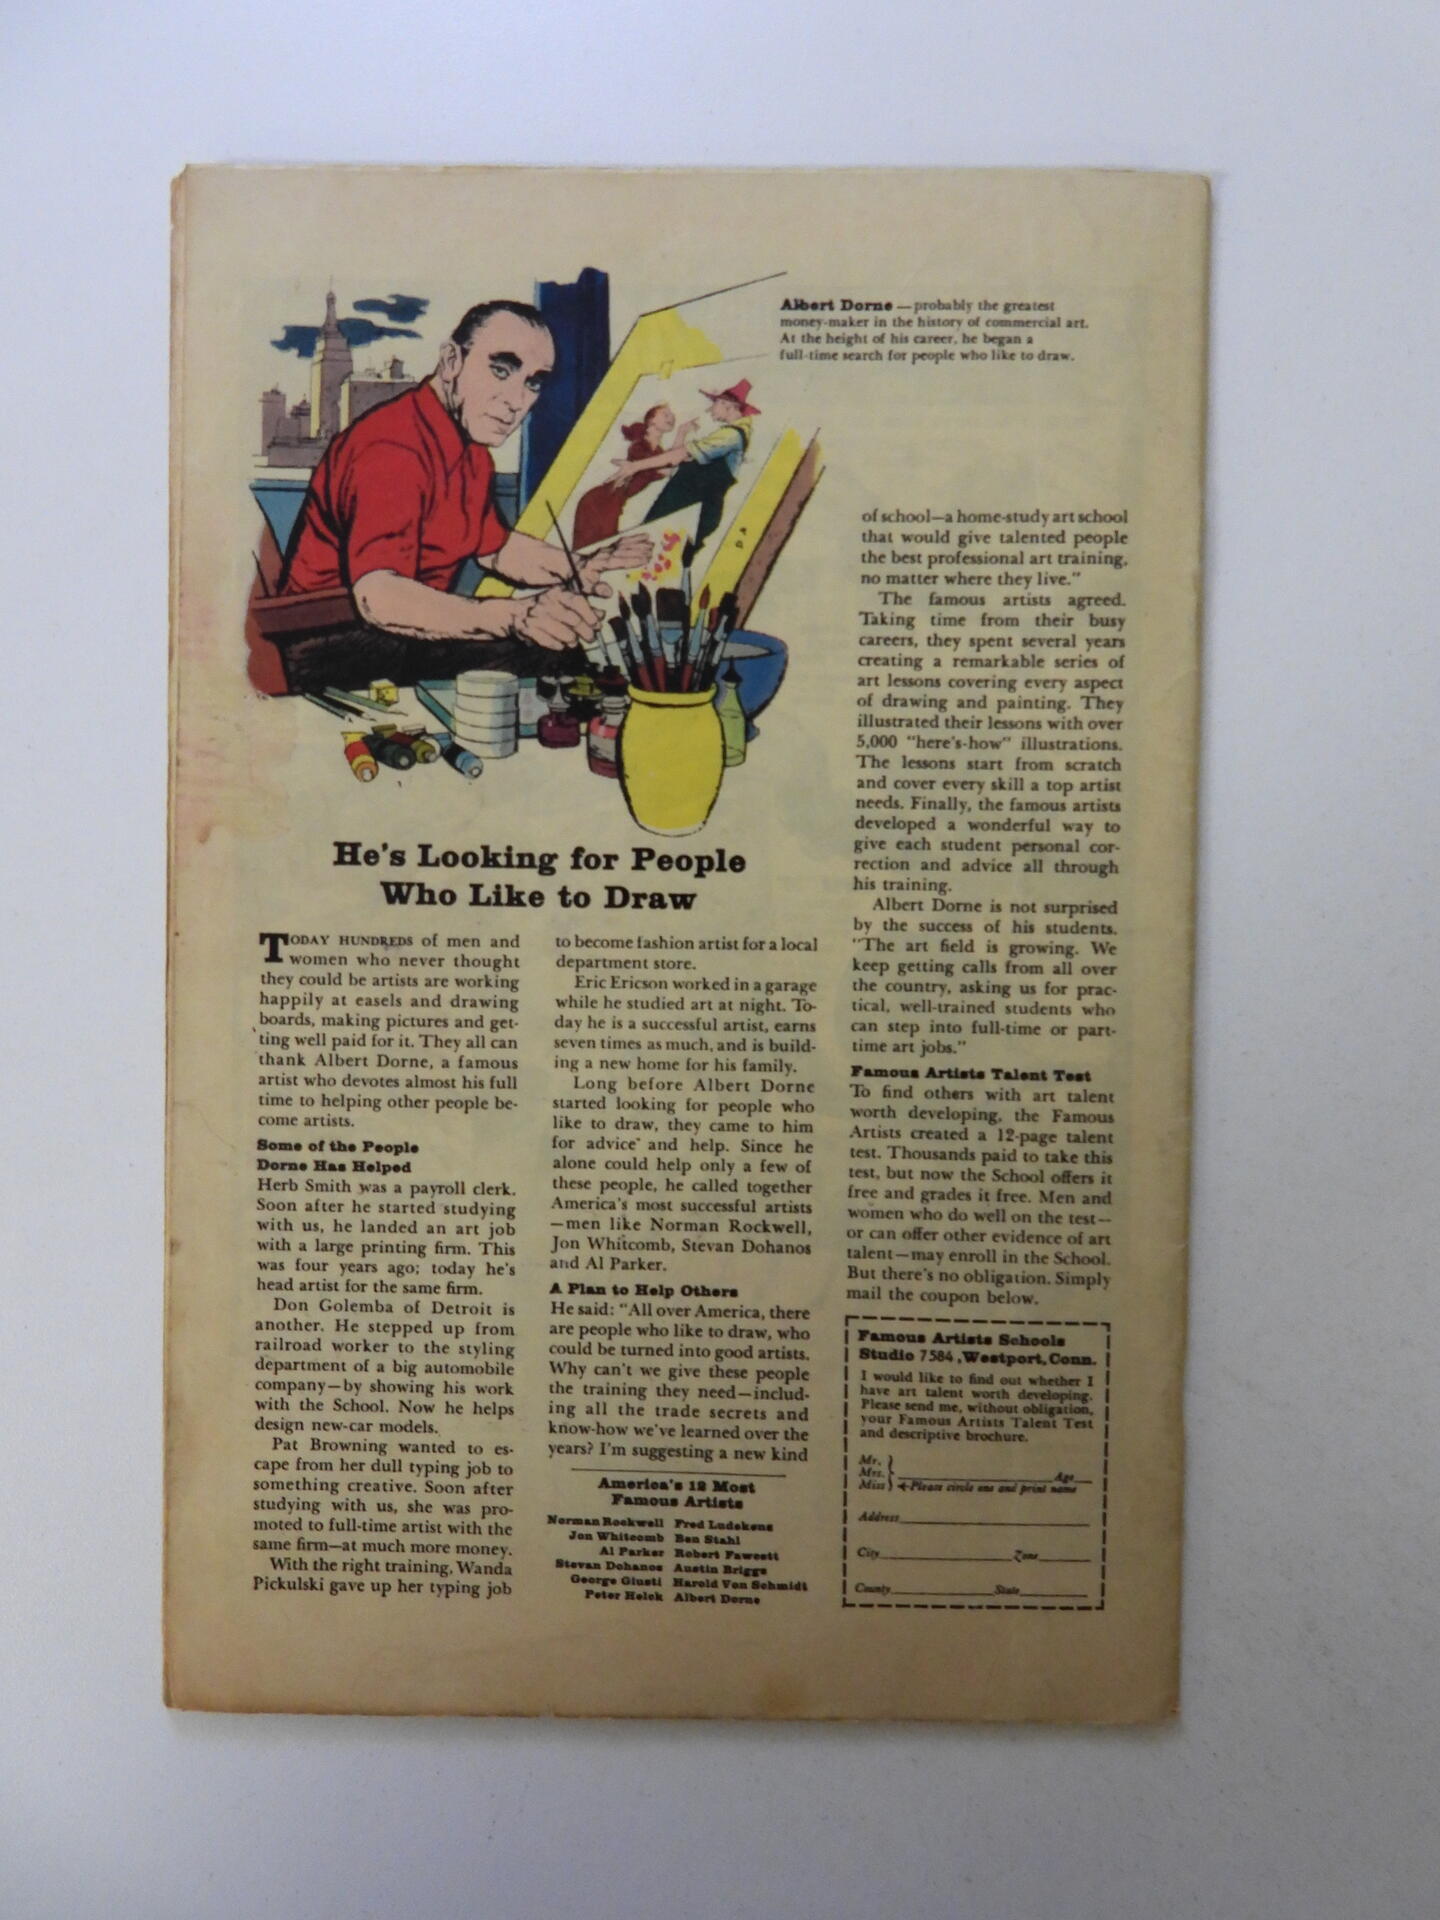 Albert Dorne — probably the greatest
money-maker in the history of commercial art.
At the height of his career, he began a
full-time search for people who like to draw.
He's Looking for People
Who Like to Draw
TODAY HUNDREDS of men and
women who never thought
they could be artists are working
happily at easels and drawing
boards, making pictures and get-
ting well paid for it. They all can
thank Albert Dorne, a famous
artist who devotes almost his full
time to helping other people be-
come artists.
Some of the People
Dorne Has Helped
Herb Smith was a payroll clerk.
Soon after he started studying
with us, he landed an art job
with a large printing firm. This
was four years ago; today he's
head artist for the same firm.
Don Golemba of Detroit is
another. He stepped up from
railroad worker to the styling
department of a big automobile
company—by showing his work
with the School. Now he helps
design new-car models.
Pat Browning wanted to es-
cape from her dull typing job to
something creative. Soon after
studying with us, she was pro-
moted to full-time artist with the
same firm—at much more money.
With the right training, Wanda
Pickulski gave up her typing job
to become fashion artist for a local
department store.
Eric Ericson worked in a garage
while he studied art at night. To-
day he is a successful artist, earns
seven times as much, and is build-
ing a new home for his family.
Long before Albert Dorne
started looking for people who
like to draw, they came to him
for advice and help. Since he
alone could help only a few of
these people, he called together
America's most successful artists
—men like Norman Rockwell,
Jon Whitcomb, Stevan Dohanos
and Al Parker.
A Plan to Help Others
He said: "All over America, there
are people who like to draw, who
could be turned into good artists.
Why can't we give these people
the training they need—includ-
ing all the trade secrets and
know-how we've learned over the
years? I'm suggesting a new kind
America's 12 Most
Famous Artists
Norman Rockwell Fred Ludekens
Jon Whitcomb Ben Stahl
Al Parker Robert Fawcett
Stevan Dohanos Austin Briggs
George Giusti Harold Von Schmidt
Peter Helck Albert Dorne
of school—a home-study art school
that would give talented people
the best professional art training,
no matter where they live."
The famous artists agreed.
Taking time from their busy
careers, they spent several years
creating a remarkable series of
art lessons covering every aspect
of drawing and painting. They
illustrated their lessons with over
5,000 "here's-how" illustrations.
The lessons start from scratch
and cover every skill a top artist
needs. Finally, the famous artists
developed a wonderful way to
give each student personal cor-
rection and advice all through
his training.
Albert Dorne is not surprised
by the success of his students.
"The art field is growing. We
keep getting calls from all over
the country, asking us for prac-
tical, well-trained students who
can step into full-time or part-
time art jobs."
Famous Artists Talent Test
To find others with art talent
worth developing, the Famous
Artists created a 12-page talent
test. Thousands paid to take this
test, but now the School offers it
free and grades it free. Men and
women who do well on the test—
or can offer other evidence of art
talent—may enroll in the School.
But there's no obligation. Simply
mail the coupon below.
Famous Artists Schools
Studio 7584, Westport, Conn.
I would like to find out whether I
have art talent worth developing.
Please send me, without obligation,
your Famous Artists Talent Test
and descriptive brochure.
Mr.
Mrs. Age
Miss Please circle one and print name
Address
City Zone
County State